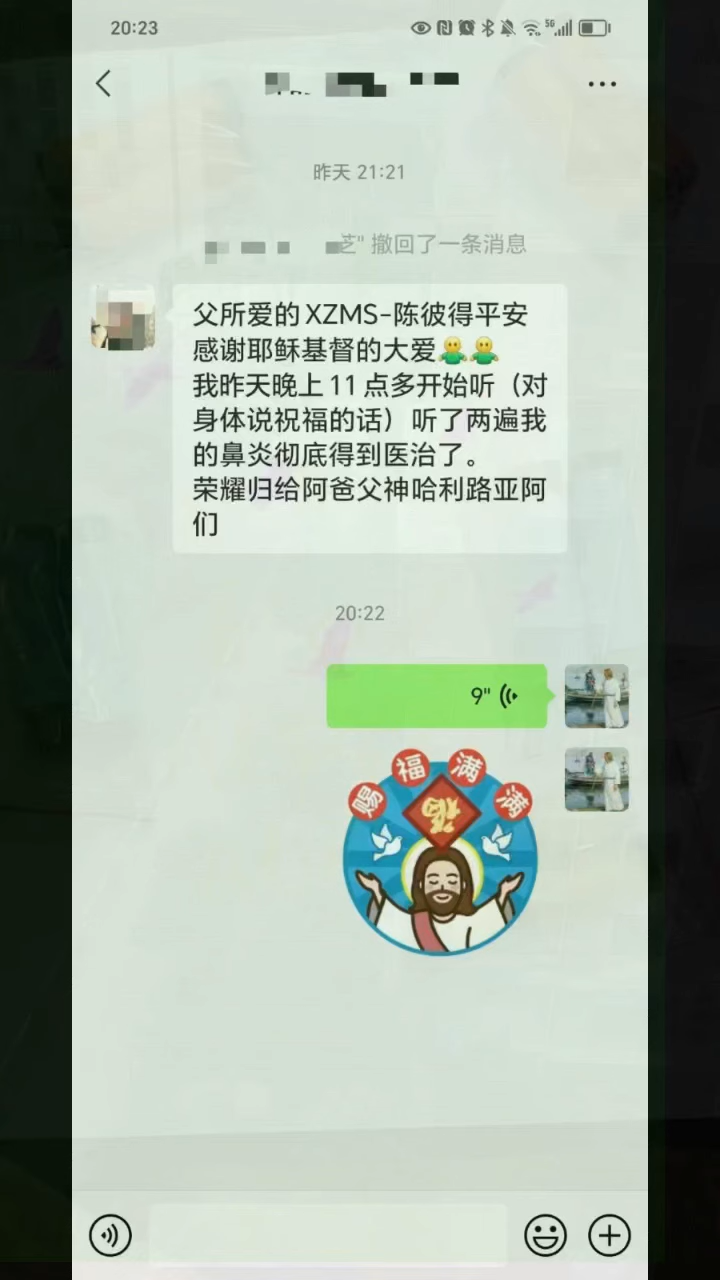 20:23
5G
昨天 21:21
芝" 撤回了一条消息
父所爱的XZMS-陈彼得平安
感谢耶稣基督的大爱
我昨天晚上11点多开始听（对
身体说祝福的话）听了两遍我
的鼻炎彻底得到医治了。
荣耀归给阿爸父神哈利路亚阿
们
20:22
9"
赐福满满
福